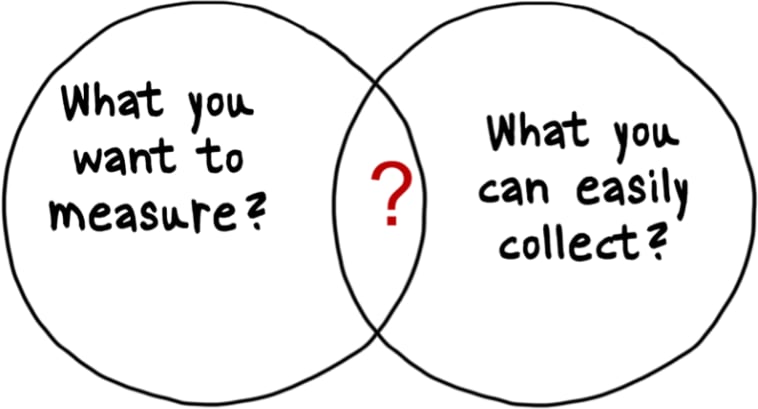 What you
want to
measure?
?
What you
can easily
collect?